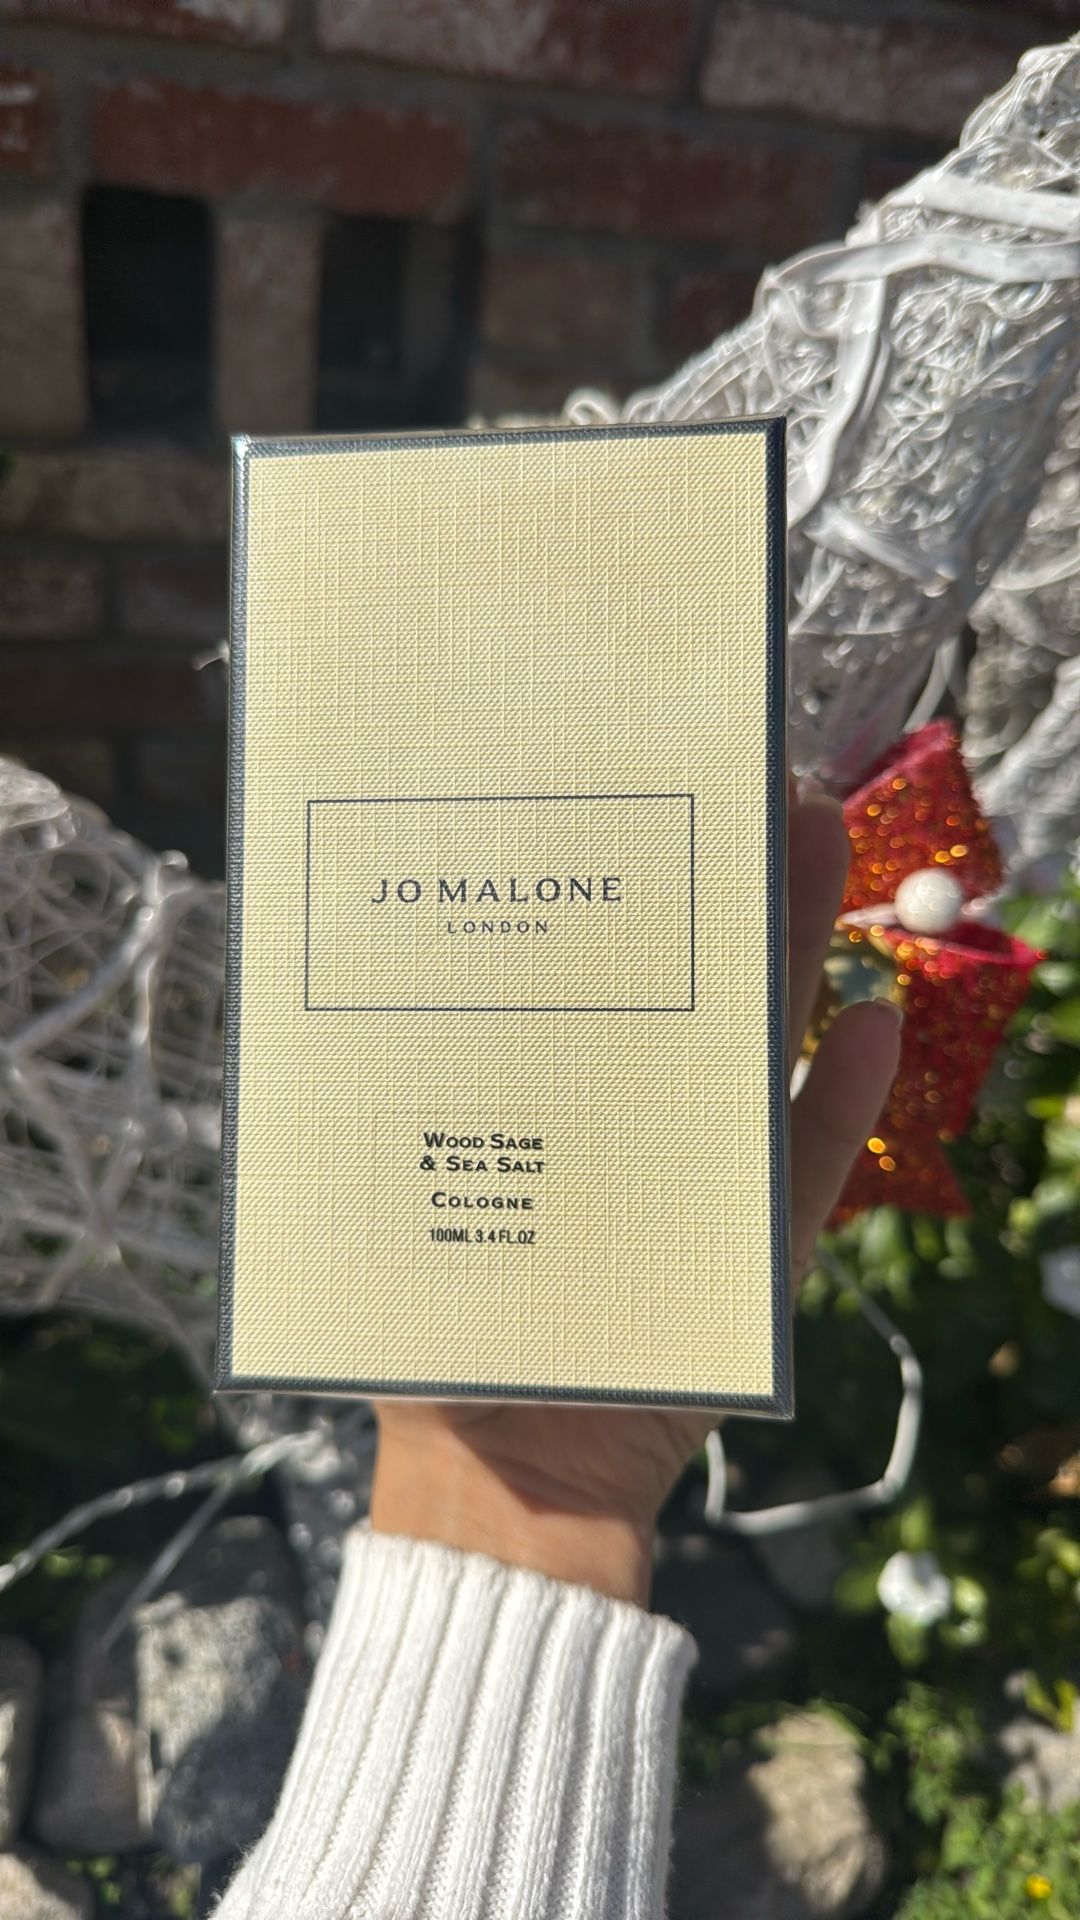 JO MALONE
LONDON
WOOD SAGE
& SEA SALT
COLOGNE
100ML 3.4 FL.OZ